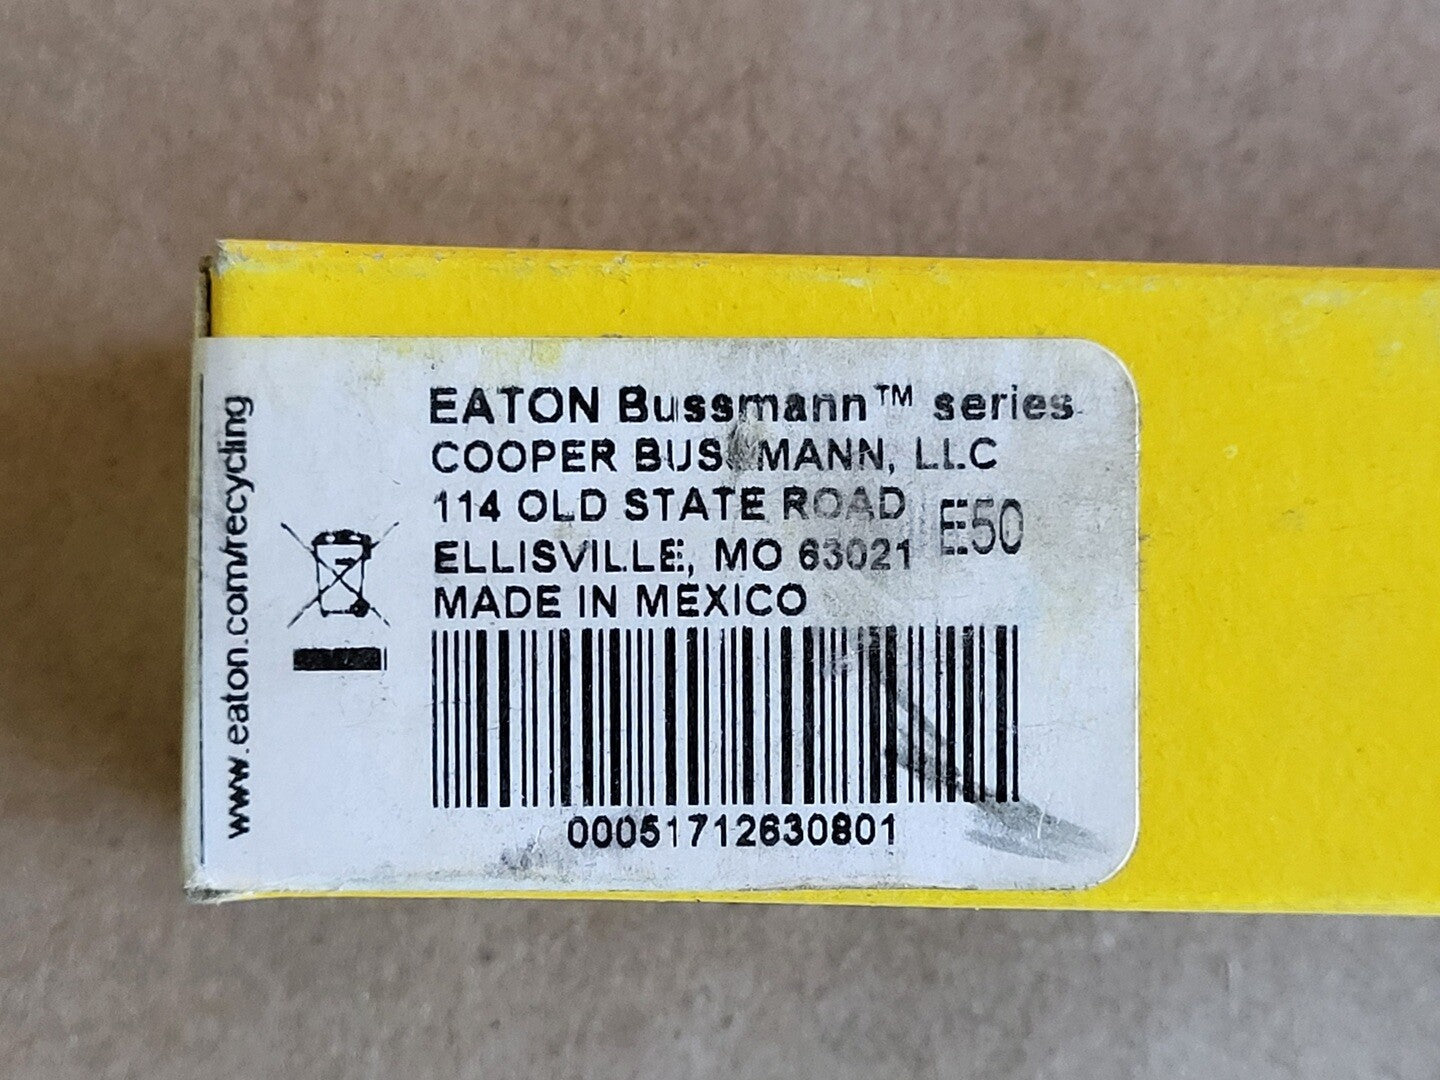 EATON Bussmann™ series
COOPER BUSSMANN, LLC
114 OLD STATE ROAD
E50
ELLISVILLE, MO 63021
MADE IN MEXICO
00051712630801
www.eaton.com/recycling